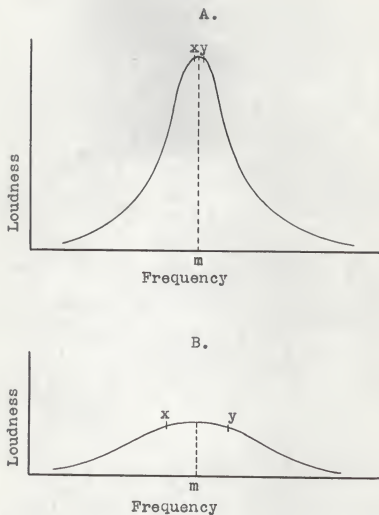 A.
xy
Loudness
m
Frequency
B.
x y
Loudness
m
Frequency